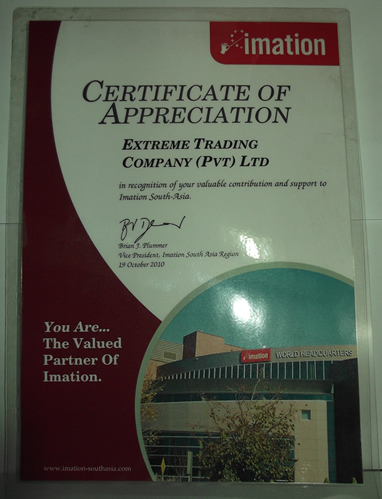 imation
CERTIFICATE OF
APPRECIATION
EXTREME TRADING
COMPANY (PVT) LTD
in recognition of your valuable contribution and support to
Imation South-Asia.
Brian J. Plummer
Vice President, Imation South Asia Region
19 October 2010
You Are...
The Valued
Partner Of
Imation.
imation WORLD HEADQUARTERS
www.imation-southasia.com